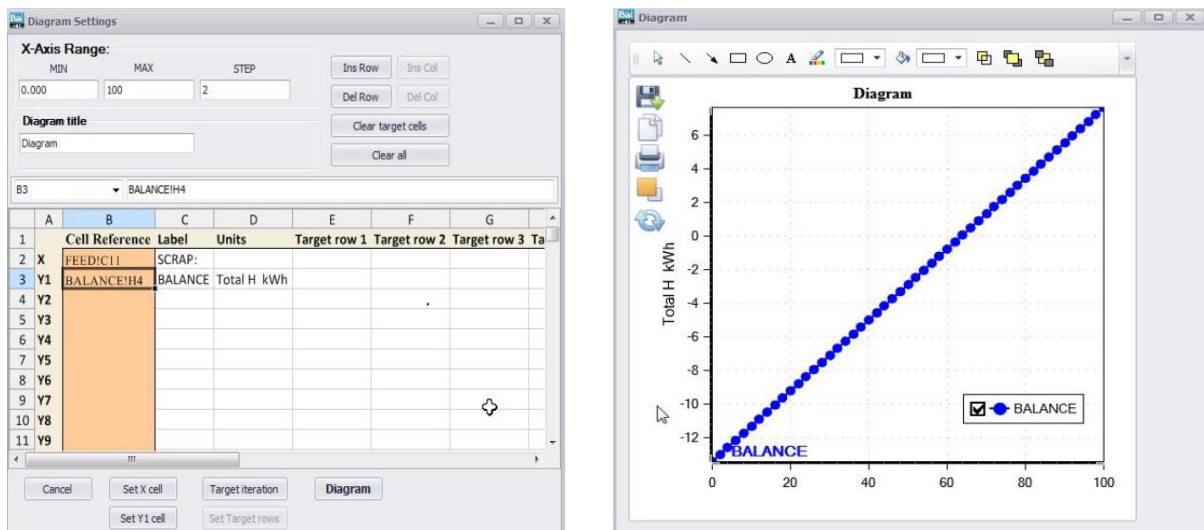 Bal
Diagram Settings
X-Axis Range:
MIN MAX STEP
0.000 100 2
Ins Row Ins Col
Del Row Del Col
Diagram title
Diagram
Clear target cells
Clear all
B3 BALANCE!H4
A B C D E F G
1 Cell Reference Label Units Target row 1 Target row 2 Target row 3 Ta
2 X FEED!C11 SCRAP:
3 Y1 BALANCE!H4 BALANCE Total H kWh
4 Y2
5 Y3
6 Y4
7 Y5
8 Y6
9 Y7
10 Y8
11 Y9
Cancel Set X cell Target iteration Diagram
Set Y1 cell Set Target rows
Bal
Diagram
A
Diagram
6
4
2
0
-2
-4
-6
-8
-10
-12
Total H kWh
BALANCE
BALANCE
0 20 40 60 80 100